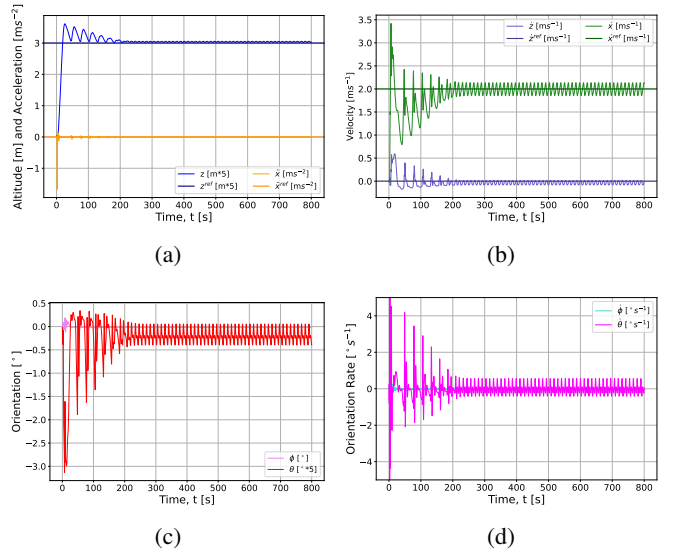 Altitude [m] and Acceleration [ms⁻²]
3
2
1
0
−1
z [m*5]
zʳᵉᶠ [m*5]
ẍ [ms⁻²]
ẍʳᵉᶠ [ms⁻²]
0 100 200 300 400 500 600 700 800
Time, t [s]
(a)
Velocity [ms⁻¹]
3.5
3.0
2.5
2.0
1.5
1.0
0.5
0.0
ż [ms⁻¹]
żʳᵉᶠ [ms⁻¹]
ẋ [ms⁻¹]
ẋʳᵉᶠ [ms⁻¹]
0 100 200 300 400 500 600 700 800
Time, t [s]
(b)
Orientation [°]
0.5
0.0
−0.5
−1.0
−1.5
−2.0
−2.5
−3.0
ϕ [°]
θ [°*5]
0 100 200 300 400 500 600 700 800
Time, t [s]
(c)
Orientation Rate [°s⁻¹]
4
2
0
−2
−4
ϕ̇ [°s⁻¹]
θ̇ [°s⁻¹]
0 100 200 300 400 500 600 700 800
Time, t [s]
(d)